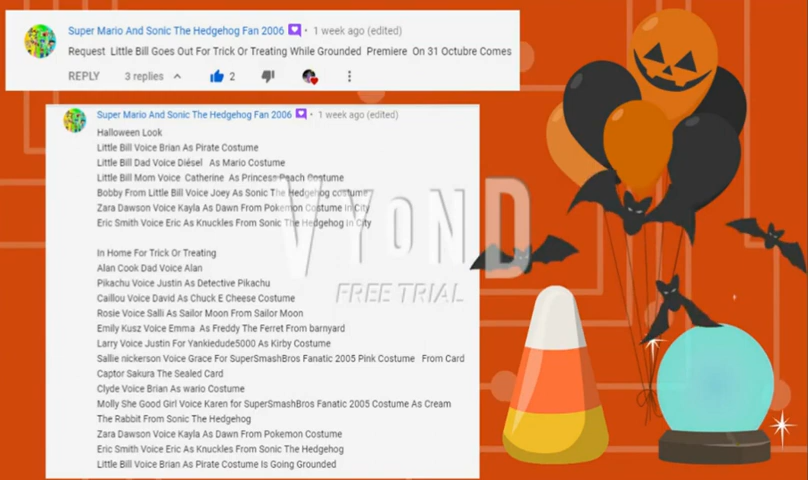 Super Mario And Sonic The Hedgehog Fan 2006 • 1 week ago (edited)
Request Little Bill Goes Out For Trick Or Treating While Grounded Premiere On 31 Octubre Comes
REPLY 3 replies 2
Super Mario And Sonic The Hedgehog Fan 2006 • 1 week ago (edited)
Halloween Look
Little Bill Voice Brian As Pirate Costume
Little Bill Dad Voice Diésel As Mario Costume
Little Bill Mom Voice Catherine As Princess Peach Costume
Bobby From Little Bill Voice Joey As Sonic The Hedgehog costume
Zara Dawson Voice Kayla As Dawn From Pokemon Costume In City
Eric Smith Voice Eric As Knuckles From Sonic The Hedgehog In City
In Home For Trick Or Treating
Alan Cook Dad Voice Alan
Pikachu Voice Justin As Detective Pikachu
Caillou Voice David As Chuck E Cheese Costume
Rosie Voice Salli As Sailor Moon From Sailor Moon
Emily Kusz Voice Emma As Freddy The Ferret From barnyard
Larry Voice Justin For Yankiedude5000 As Kirby Costume
Sallie nickerson Voice Grace For SuperSmashBros Fanatic 2005 Pink Costume From Card
Captor Sakura The Sealed Card
Clyde Voice Brian As wario Costume
Molly She Good Girl Voice Karen for SuperSmashBros Fanatic 2005 Costume As Cream
The Rabbit From Sonic The Hedgehog
Zara Dawson Voice Kayla As Dawn From Pokemon Costume
Eric Smith Voice Eric As Knuckles From Sonic The Hedgehog
Little Bill Voice Brian As Pirate Costume Is Going Grounded
VYOND
FREE TRIAL